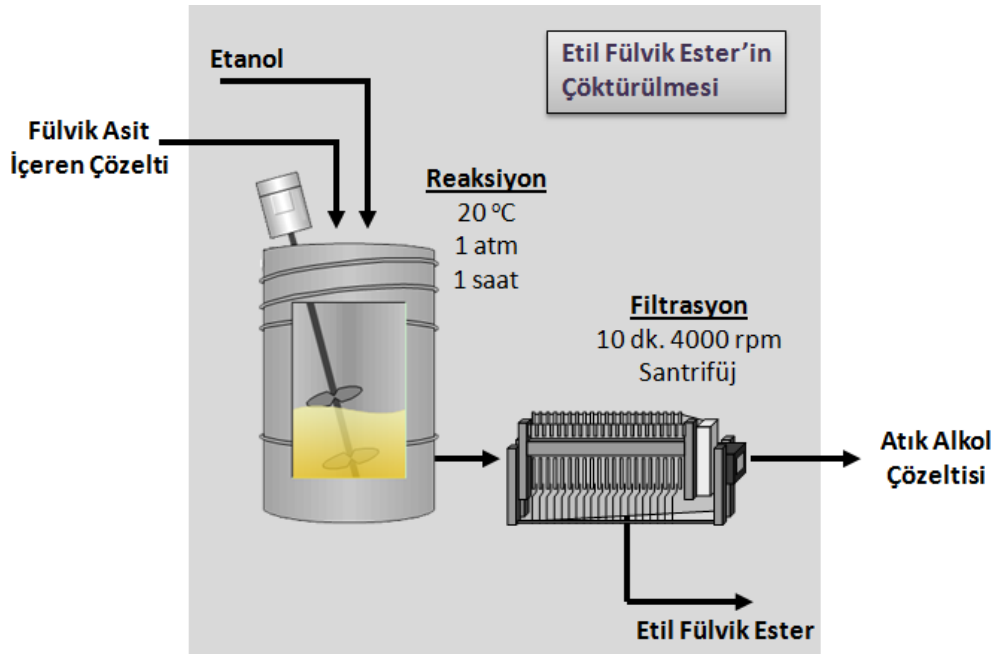 Etil Fülvik Ester’in
Çöktürülmesi
Etanol
Fülvik Asit
İçeren Çözelti
Reaksiyon
20 ºC
1 atm
1 saat
Filtrasyon
10 dk. 4000 rpm
Santrifüj
Atık Alkol
Çözeltisi
Etil Fülvik Ester